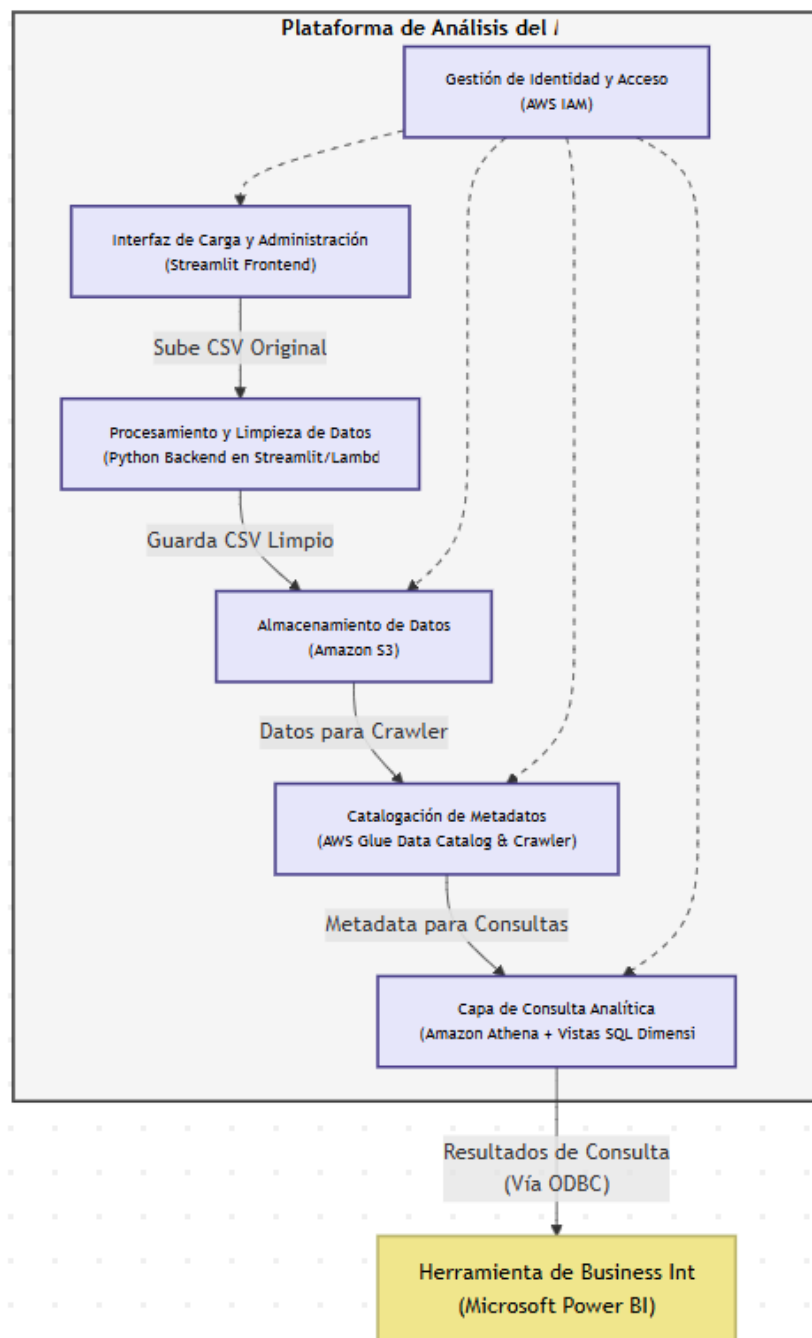 Plataforma de Análisis del
Gestión de Identidad y Acceso
(AWS IAM)
Interfaz de Carga y Administración
(Streamlit Frontend)
Sube CSV Original
Procesamiento y Limpieza de Datos
(Python Backend en Streamlit/Lambd
Guarda CSV Limpio
Almacenamiento de Datos
(Amazon S3)
Datos para Crawler
Catalogación de Metadatos
(AWS Glue Data Catalog & Crawler)
Metadata para Consultas
Capa de Consulta Analítica
(Amazon Athena + Vistas SQL Dimensi
Resultados de Consulta
(Vía ODBC)
Herramienta de Business Int
(Microsoft Power BI)